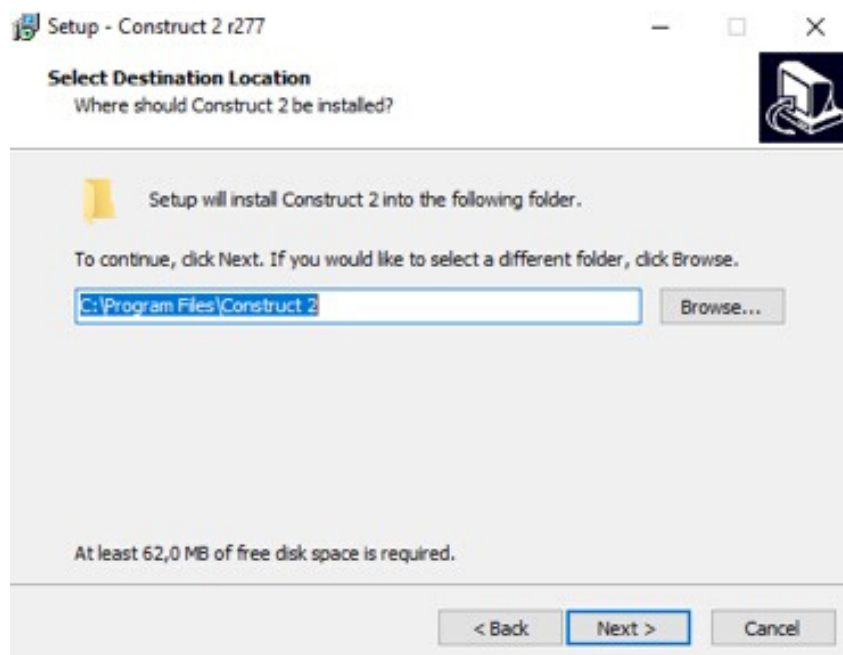 Setup - Construct 2 r277
Select Destination Location
Where should Construct 2 be installed?
Setup will install Construct 2 into the following folder.
To continue, click Next. If you would like to select a different folder, click Browse.
C:\Program Files\Construct 2
Browse...
At least 62,0 MB of free disk space is required.
< Back
Next >
Cancel